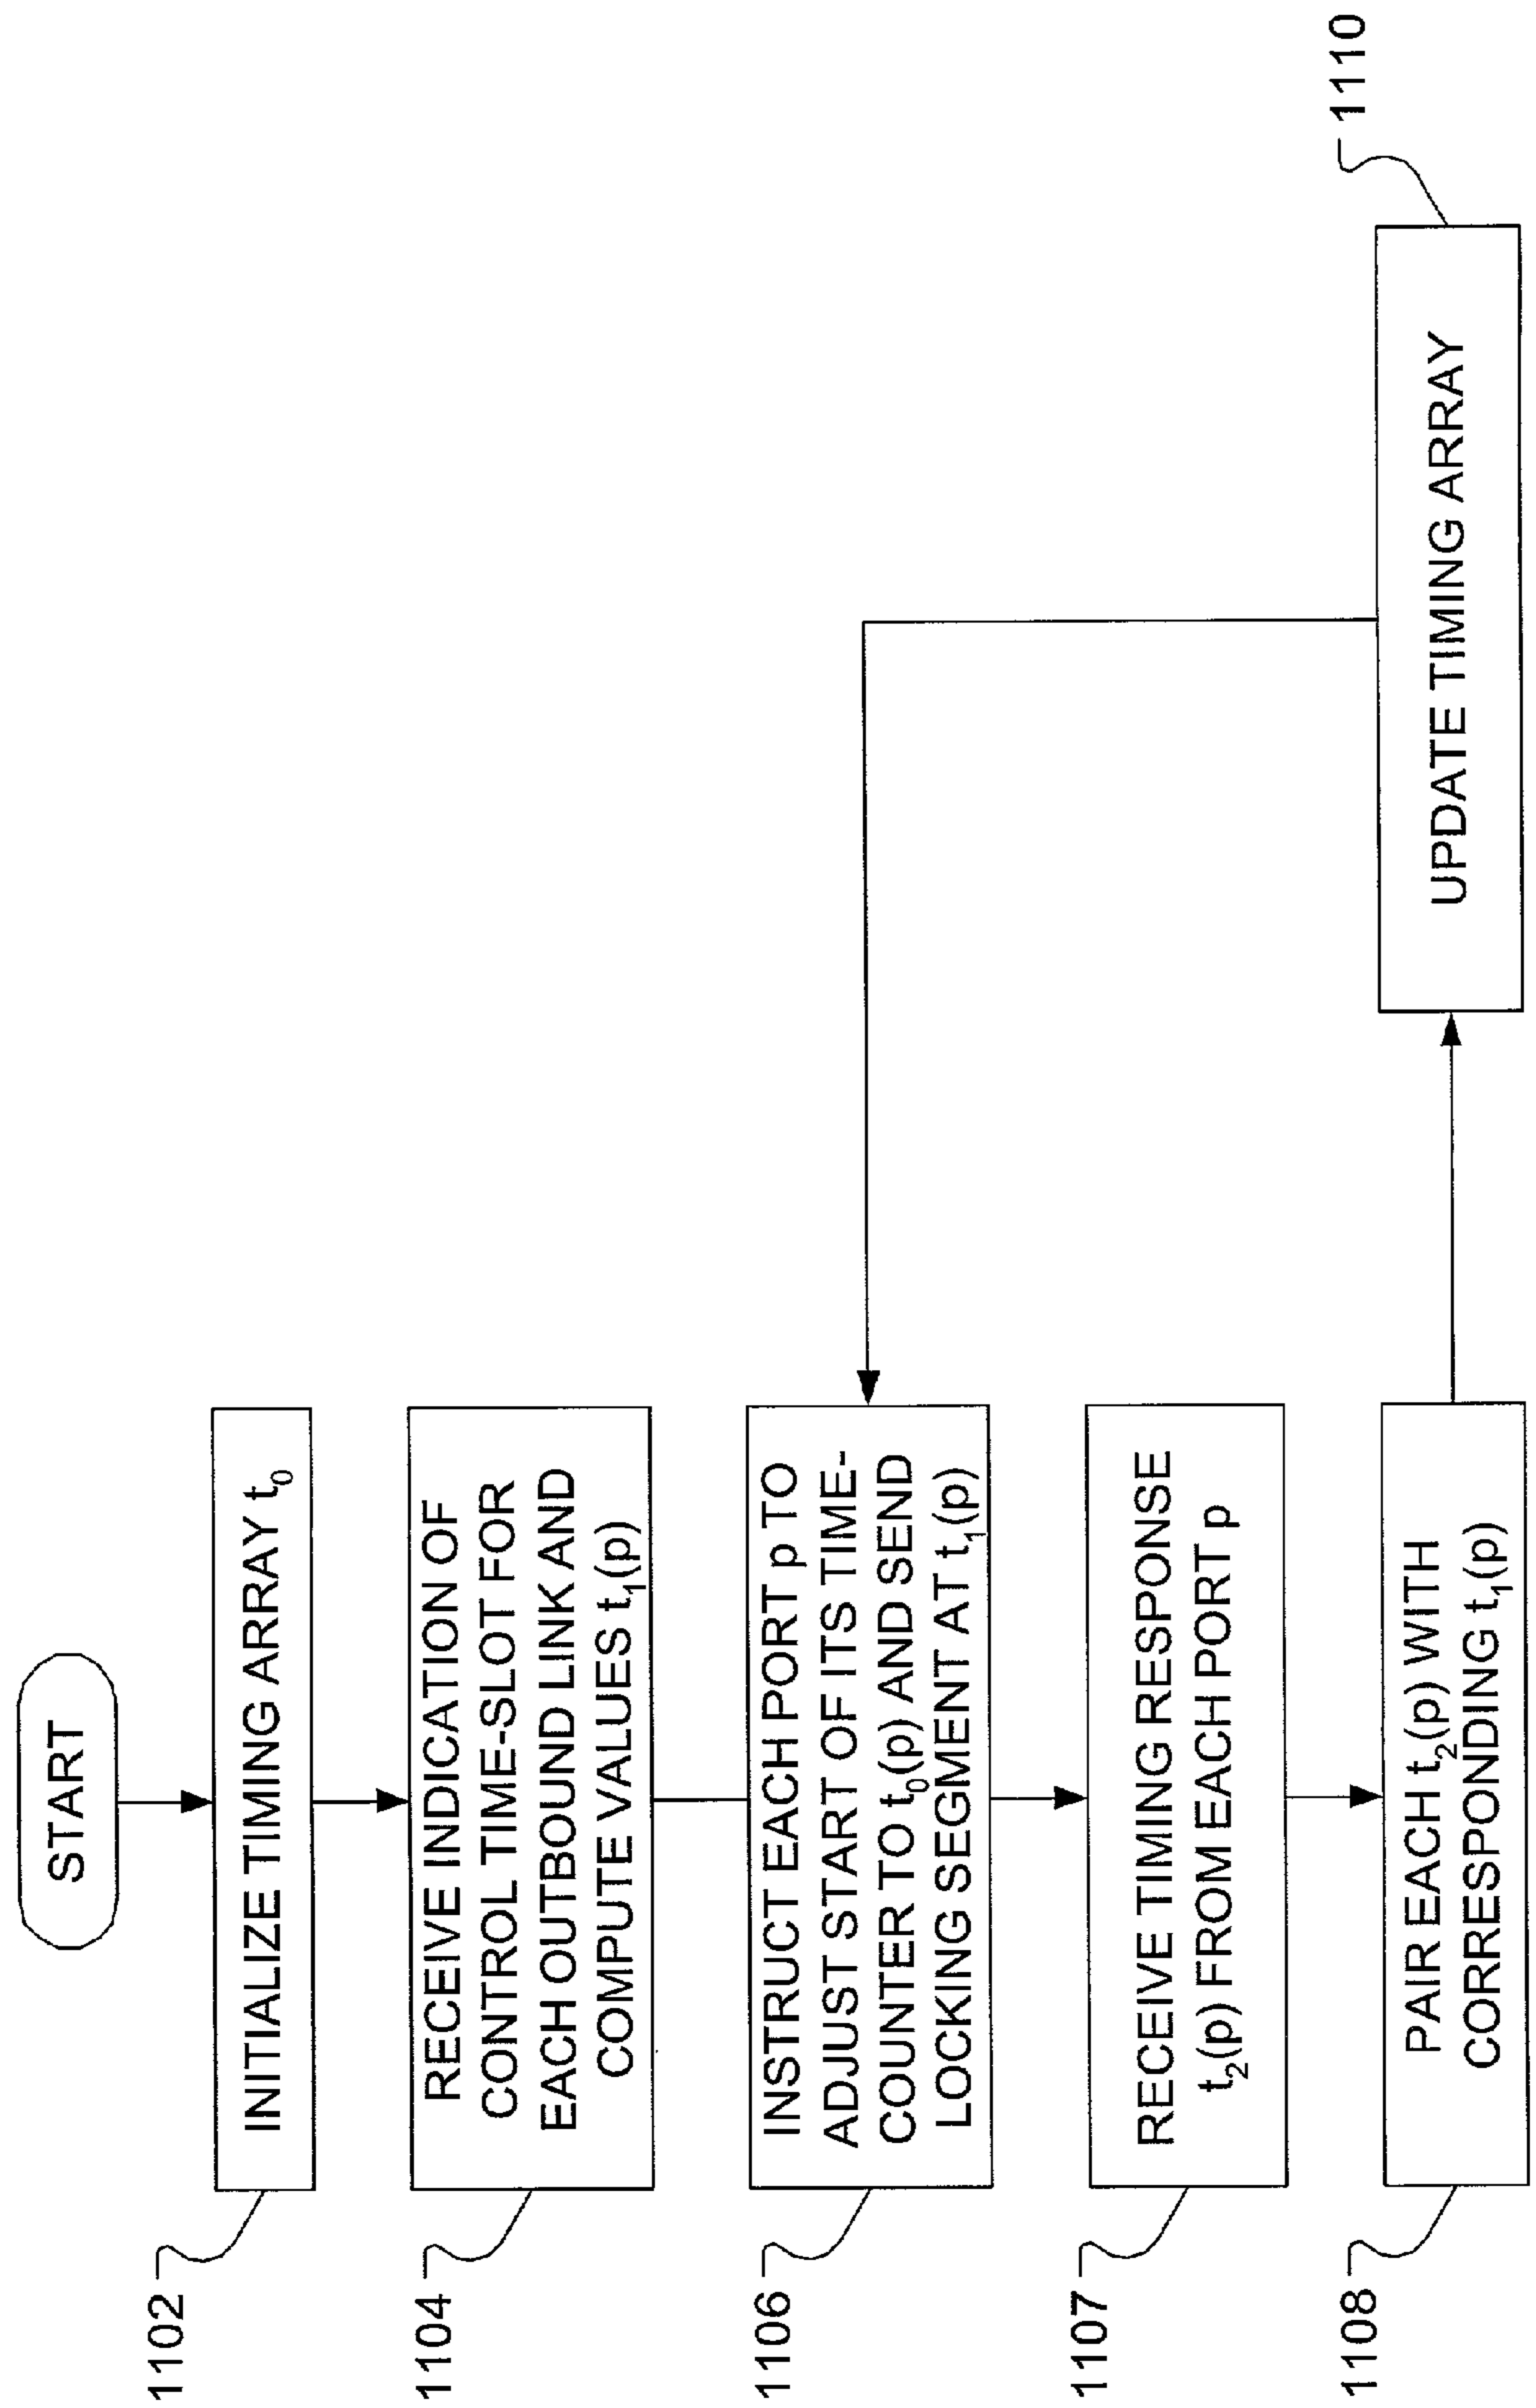 START
1102
INITIALIZE TIMING ARRAY t0
1104
RECEIVE INDICATION OF
CONTROL TIME-SLOT FOR
EACH OUTBOUND LINK AND
COMPUTE VALUES t1(p)
1106
INSTRUCT EACH PORT p TO
ADJUST START OF ITS TIME-
COUNTER TO t0(p) AND SEND
LOCKING SEGMENT AT t1(p)
1107
RECEIVE TIMING RESPONSE
t2(p) FROM EACH PORT p
1108
PAIR EACH t2(p) WITH
CORRESPONDING t1(p)
1110
UPDATE TIMING ARRAY